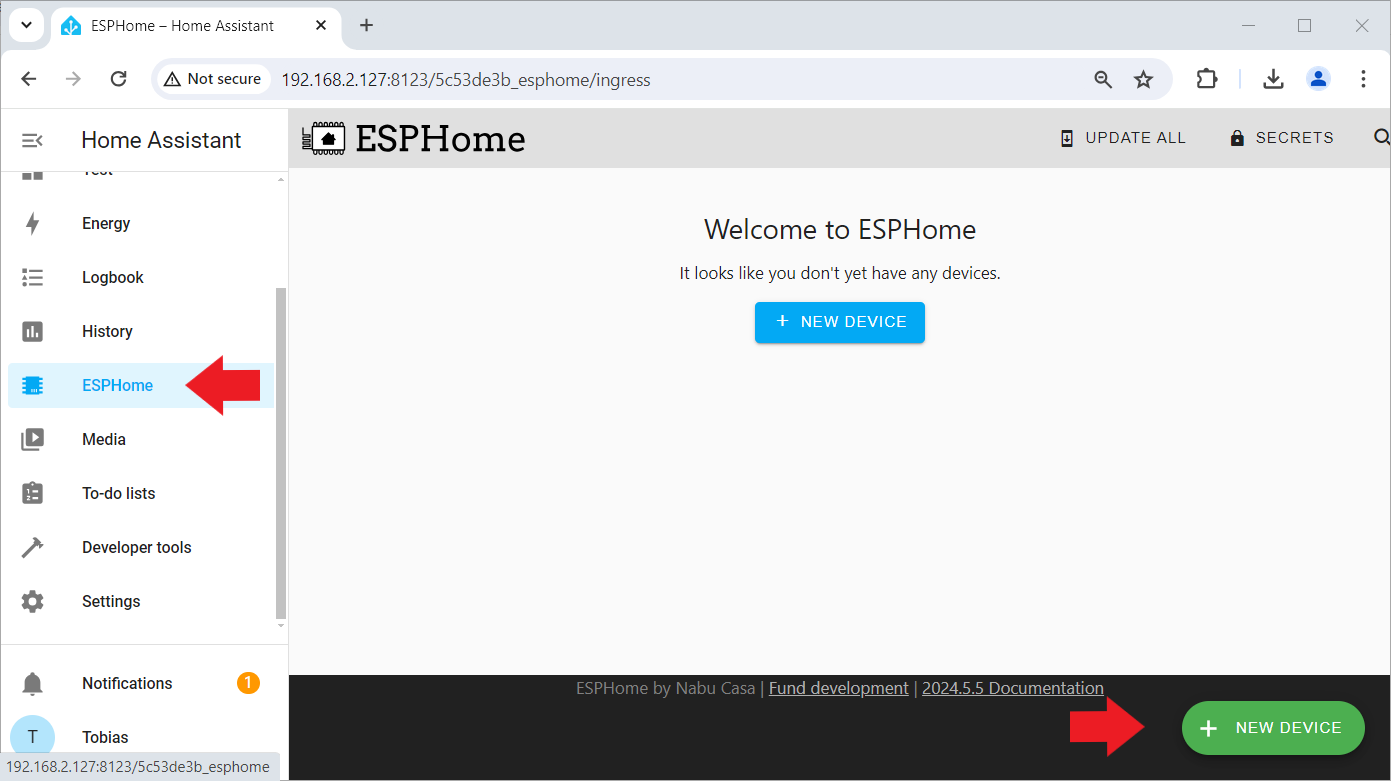 ESPHome – Home Assistant
Not secure 192.168.2.127:8123/5c53de3b_esphome/ingress
Home Assistant
ESPHome
UPDATE ALL
SECRETS
Test
Energy
Logbook
History
ESPHome
Media
To-do lists
Developer tools
Settings
Notifications 1
T Tobias
192.168.2.127:8123/5c53de3b_esphome
Welcome to ESPHome
It looks like you don't yet have any devices.
+ NEW DEVICE
ESPHome by Nabu Casa | Fund development | 2024.5.5 Documentation
+ NEW DEVICE